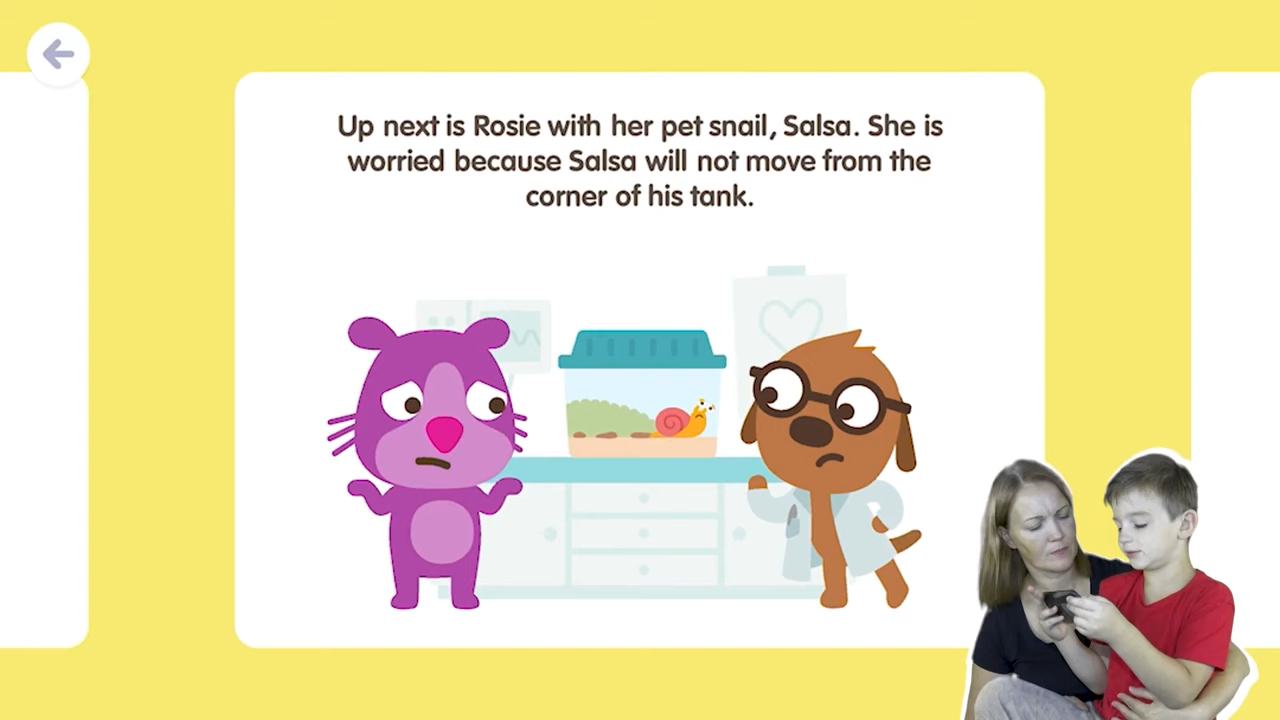 Up next is Rosie with her pet snail, Salsa. She is
worried because Salsa will not move from the
corner of his tank.